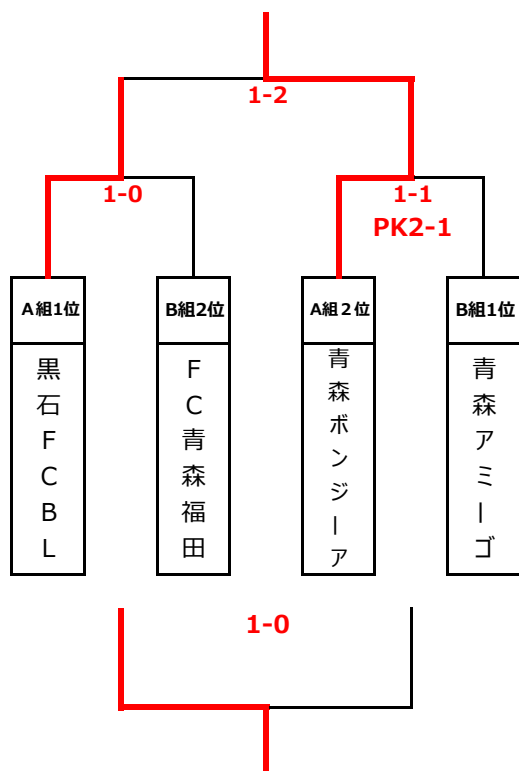 1-2
1-0
1-1
PK2-1
A組1位
B組2位
A組２位
B組1位
黒石ＦＣＢＬ
ＦＣ青森福田
青森ボンジーア
青森アミーゴ
1-0